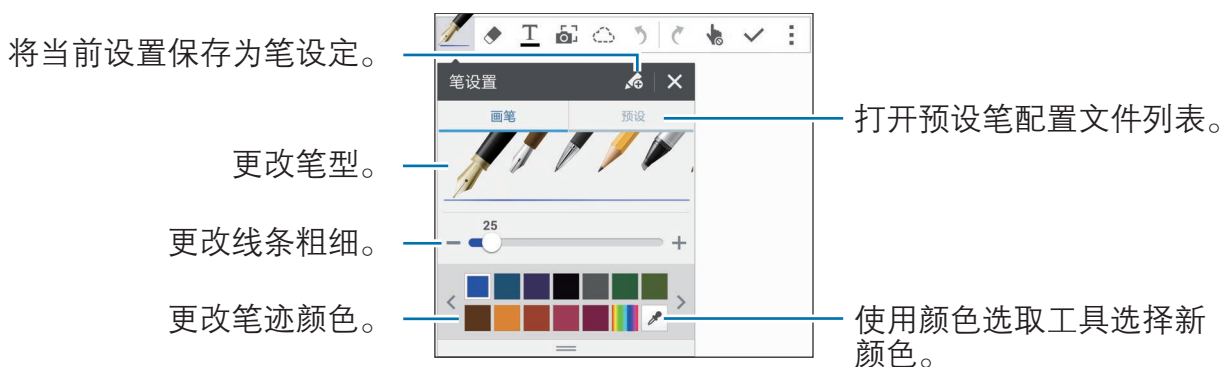 将当前设置保存为笔设定。
T
笔设置
画笔
预设
打开预设笔配置文件列表。
更改笔型。
25
更改线条粗细。
更改笔迹颜色。
使用颜色选取工具选择新
颜色。